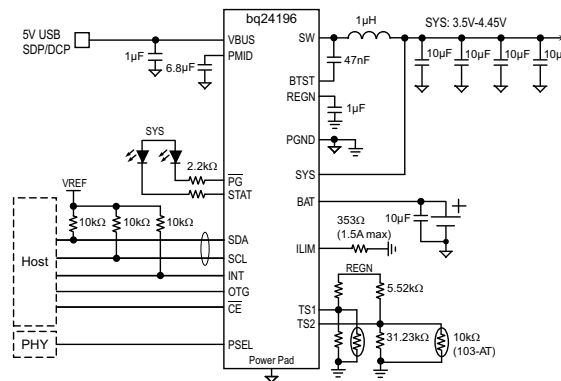 bq24196
5V USB
SDP/DCP
1µF
6.8µF
VBUS
PMID
SW
1µH
SYS: 3.5V-4.45V
47nF
10µF
10µF
10µF
10µ
BTST
REGN
1µF
PGND
SYS
SYS
2.2kΩ
PG
STAT
BAT
10µF
+
VREF
10kΩ
10kΩ
10kΩ
353Ω
(1.5A max)
ILIM
Host
SDA
SCL
INT
OTG
CE
REGN
5.52kΩ
TS1
TS2
31.23kΩ
10kΩ
(103-AT)
PHY
PSEL
Power Pad